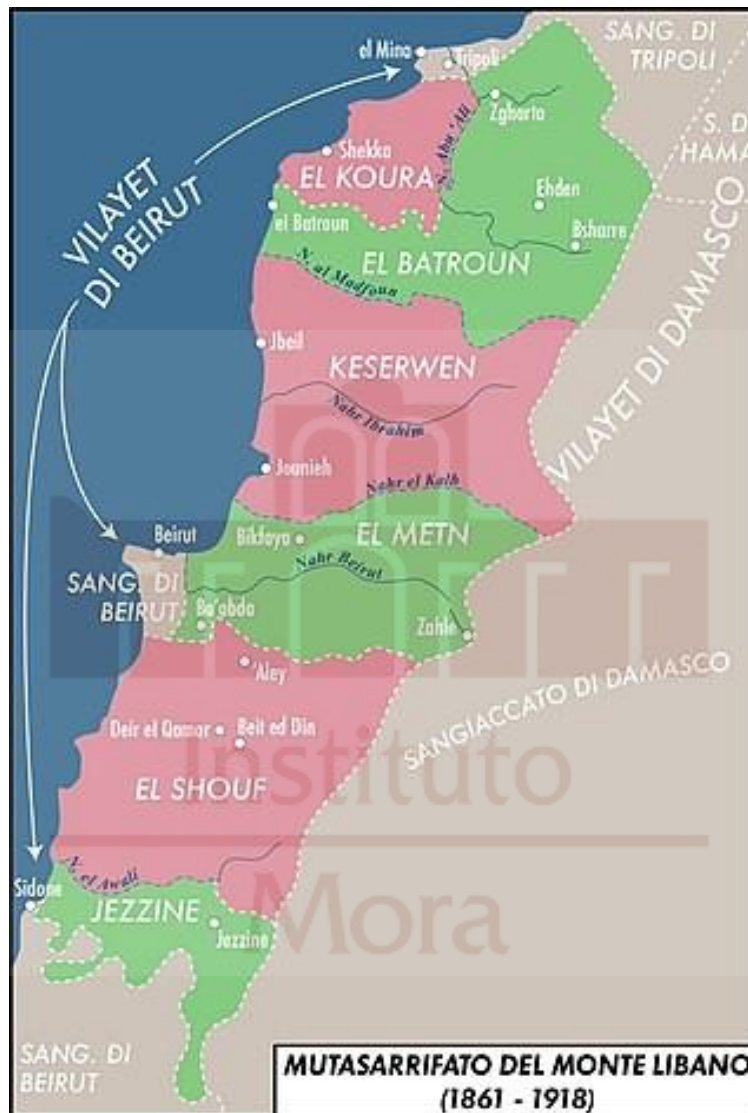 el Mina
Tripoli
SANG. DI
TRIPOLI
Zgharta
S. D
HAMA
Shekka
N. Abu 'Ali
EL KOURA
Ehden
el Batroun
Bsharre
VILAYET
DI BEIRUT
EL BATROUN
N. al Madfoun
VILAYET DI DAMASCO
Jbeil
KESERWEN
Nahr Ibrahim
Jounieh
Nahr el Kalb
Beirut
Bikfaya
EL METN
SANG. DI
BEIRUT
Nahr Beirut
Ba'abda
Zahle
'Aley
SANGIACCATO DI DAMASCO
Deir el Qamar
Beit ed Din
Instituto
EL SHOUF
N. el Awali
Sidone
JEZZINE
Mora
Jezzine
SANG. DI
BEIRUT
MUTASARRIFATO DEL MONTE LIBANO
(1861 - 1918)